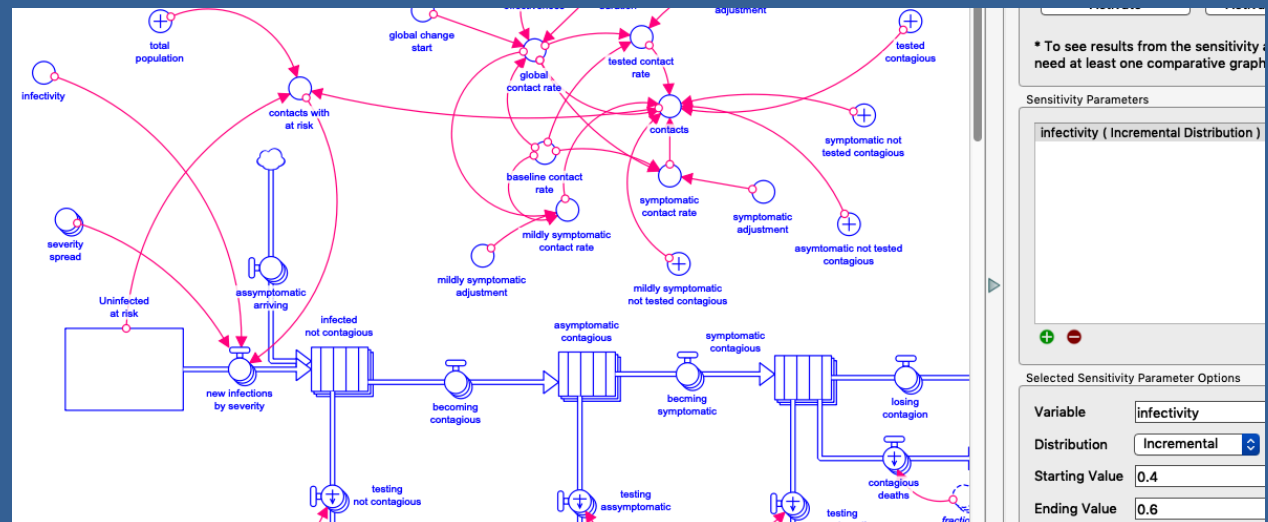 adjustment
total
population
global change
start
tested
contagious
infectivity
global
contact rate
tested contact
rate
contacts with
at risk
contacts
symptomatic not
tested contagious
baseline contact
rate
symptomatic
contact rate
symptomatic
adjustment
severity
spread
mildly symptomatic
contact rate
asymtomatic not tested
contagious
mildly symptomatic
adjustment
mildly symptomatic
not tested contagious
assymptomatic
arriving
Uninfected
at risk
infected
not contagious
asymptomatic
contagious
symptomatic
contagious
new infections
by severity
becoming
contagious
becming
symptomatic
losing
contagion
contagious
deaths
testing
not contagious
testing
assymptomatic
testing
* To see results from the sensitivity
need at least one comparative graph
Sensitivity Parameters
infectivity ( Incremental Distribution )
Selected Sensitivity Parameter Options
Variable infectivity
Distribution Incremental
Starting Value 0.4
Ending Value 0.6